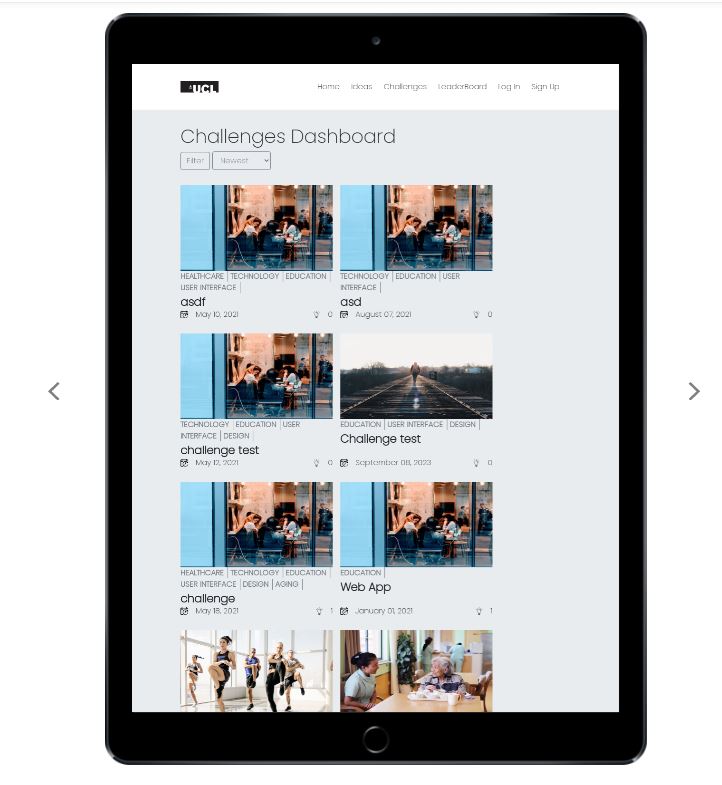 UCL
Home Ideas Challenges LeaderBoard Log In Sign Up
Challenges Dashboard
Filter Newest
HEALTHCARE TECHNOLOGY EDUCATION
USER INTERFACE
asdf
May 10, 2021 0
TECHNOLOGY EDUCATION USER
INTERFACE
asd
August 07, 2021 0
TECHNOLOGY EDUCATION USER
INTERFACE DESIGN
challenge test
May 12, 2021 0
EDUCATION USER INTERFACE DESIGN
Challenge test
September 08, 2023 0
HEALTHCARE TECHNOLOGY EDUCATION
USER INTERFACE DESIGN AGING
challenge
May 18, 2021 1
EDUCATION
Web App
January 01, 2021 1